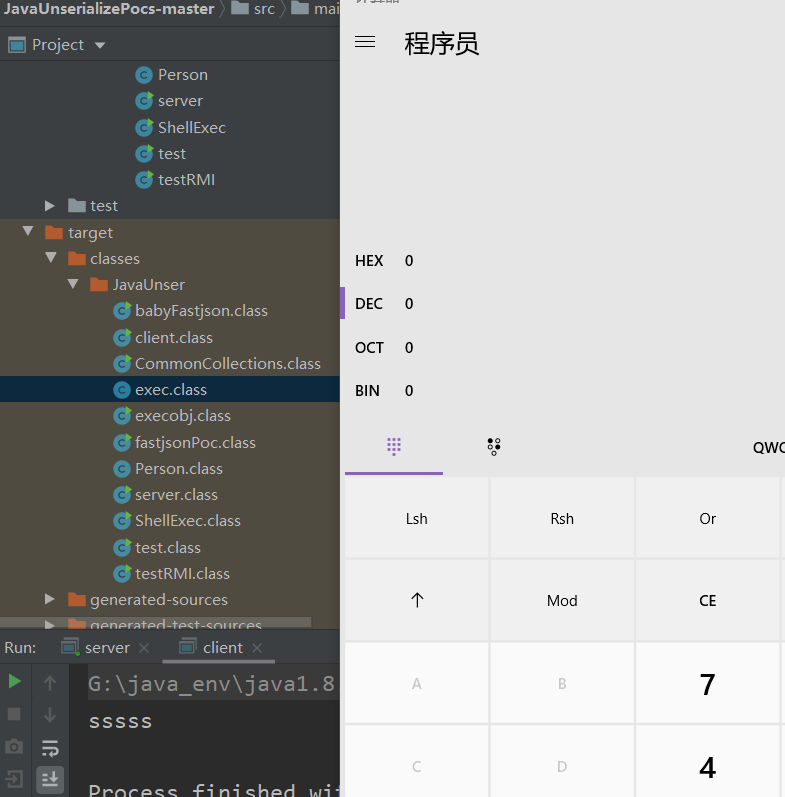 JavaUnserializePocs-master
src
mai
Project
Person
server
ShellExec
test
testRMI
test
target
classes
JavaUnser
babyFastjson.class
client.class
CommonCollections.class
exec.class
execobj.class
fastjsonPoc.class
Person.class
server.class
ShellExec.class
test.class
testRMI.class
generated-sources
generated-test-sources
Run:
server
client
G:\java_env\java1.8
sssss
Process finished wi
程序员
HEX 0
DEC 0
OCT 0
BIN 0
QWO
Lsh
Rsh
Or
↑
Mod
CE
A
B
7
C
D
4